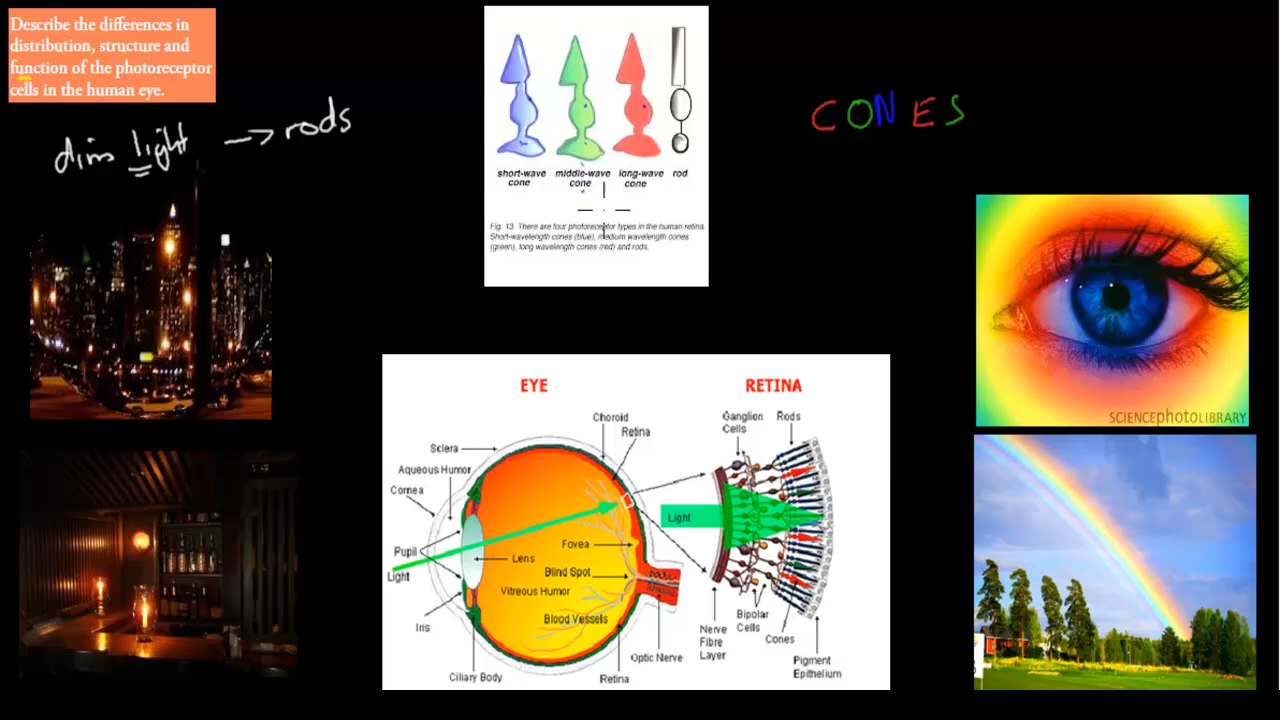 Describe the differences in
distribution, structure and
function of the photoreceptor
cells in the human eye.
dim light → rods
short-wave
cone
middle-wave
cone
long-wave
cone
rod
Fig. 13. There are four photoreceptor types in the human retina.
Short-wavelength cones (blue), medium wavelength cones
(green), long wavelength cones (red) and rods.
CONES
SCIENCEPHOTOLIBRARY
EYE
RETINA
Choroid
Retina
Sclera
Aqueous Humor
Cornea
Pupil
Light
Iris
Lens
Fovea
Blind Spot
Vitreous Humor
Blood Vessels
Ciliary Body
Retina
Optic Nerve
Ganglion
Cells
Rods
Light
Nerve
Fibre
Layer
Bipolar
Cells
Cones
Pigment
Epithelium